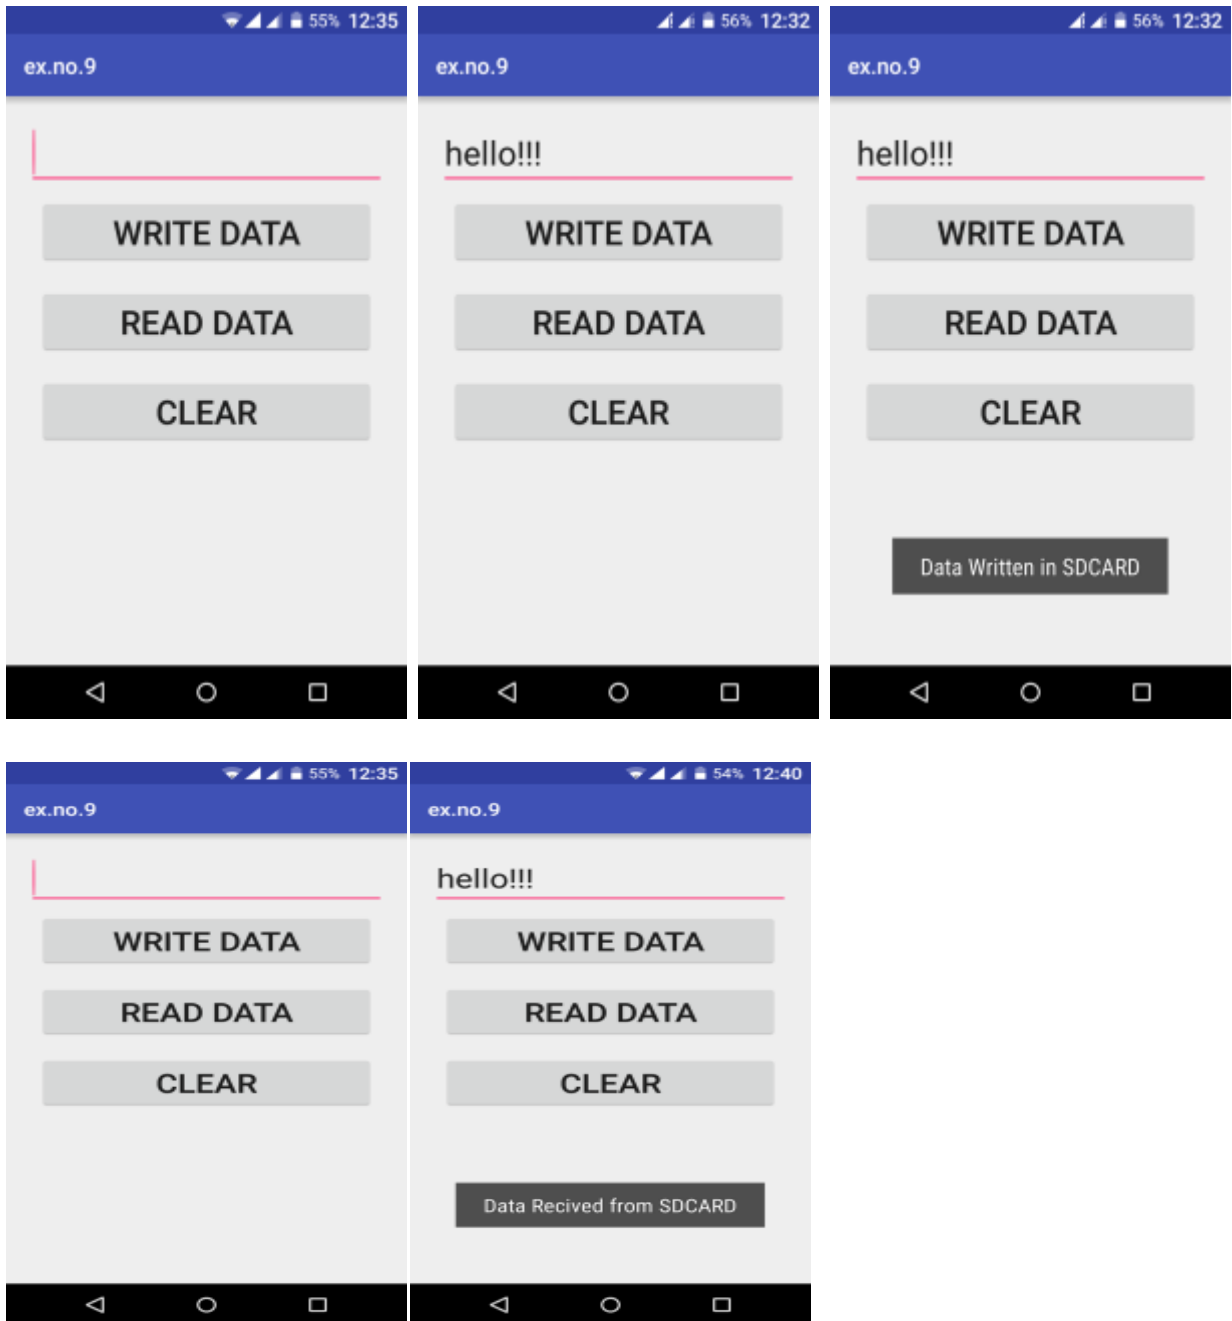 55% 12:35
ex.no.9
WRITE DATA
READ DATA
CLEAR
56% 12:32
ex.no.9
hello!!!
WRITE DATA
READ DATA
CLEAR
56% 12:32
ex.no.9
hello!!!
WRITE DATA
READ DATA
CLEAR
Data Written in SDCARD
55% 12:35
ex.no.9
WRITE DATA
READ DATA
CLEAR
54% 12:40
ex.no.9
hello!!!
WRITE DATA
READ DATA
CLEAR
Data Recived from SDCARD